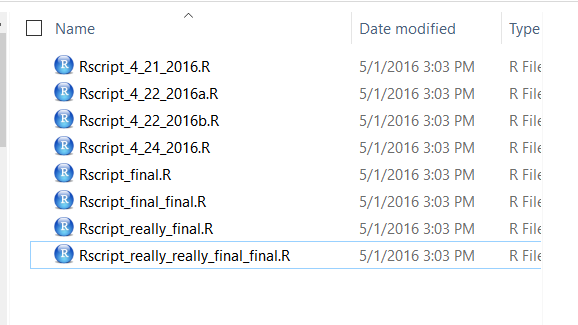 Name Date modified Type
Rscript_4_21_2016.R 5/1/2016 3:03 PM R File
Rscript_4_22_2016a.R 5/1/2016 3:03 PM R File
Rscript_4_22_2016b.R 5/1/2016 3:03 PM R File
Rscript_4_24_2016.R 5/1/2016 3:03 PM R File
Rscript_final.R 5/1/2016 3:03 PM R File
Rscript_final_final.R 5/1/2016 3:03 PM R File
Rscript_really_final.R 5/1/2016 3:03 PM R File
Rscript_really_really_final_final.R 5/1/2016 3:03 PM R File